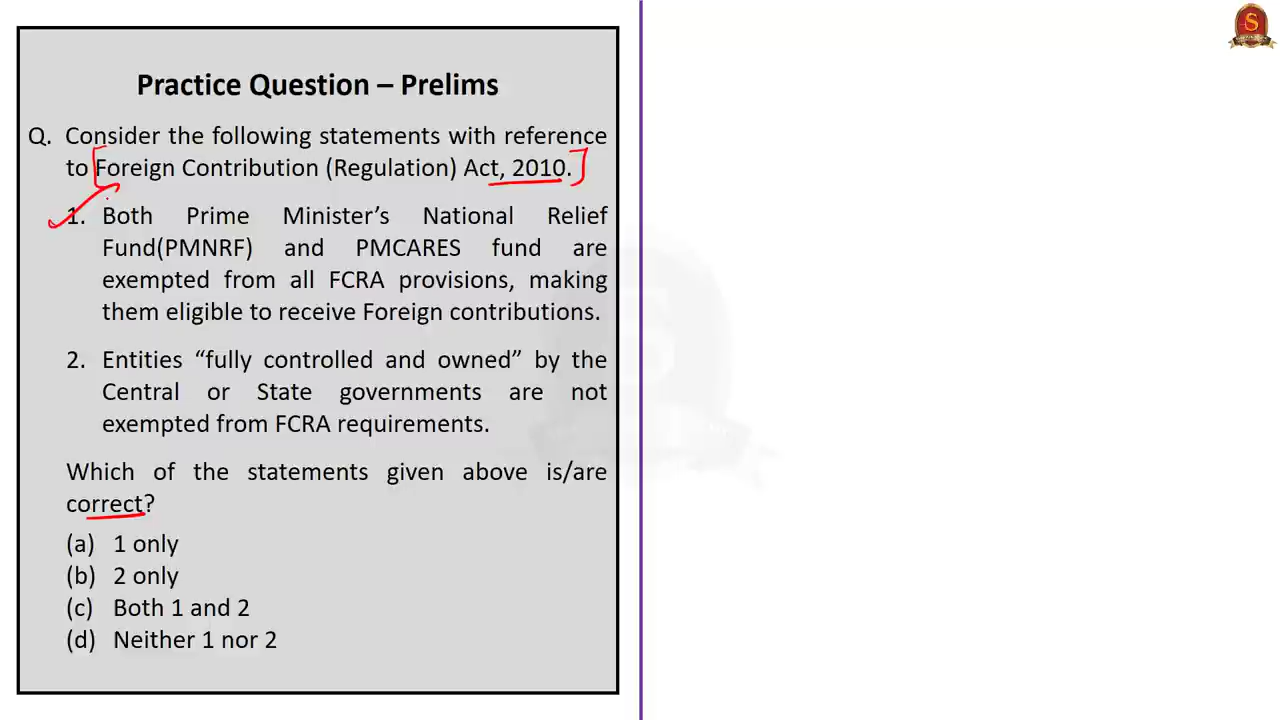 Practice Question – Prelims
Q. Consider the following statements with reference
to Foreign Contribution (Regulation) Act, 2010.
1. Both Prime Minister’s National Relief
Fund(PMNRF) and PMCARES fund are
exempted from all FCRA provisions, making
them eligible to receive Foreign contributions.
2. Entities “fully controlled and owned” by the
Central or State governments are not
exempted from FCRA requirements.
Which of the statements given above is/are
correct?
(a) 1 only
(b) 2 only
(c) Both 1 and 2
(d) Neither 1 nor 2
S